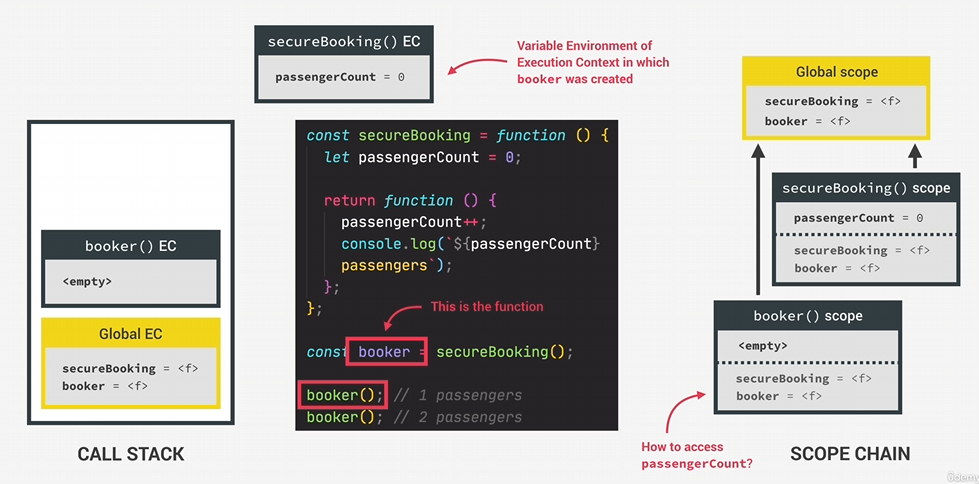 secureBooking() EC
passengerCount = 0
Variable Environment of
Execution Context in which
booker was created
booker() EC
<empty>
Global EC
secureBooking = <f>
booker = <f>
CALL STACK
const secureBooking = function () {
let passengerCount = 0;
return function () {
passengerCount++;
console.log(`${passengerCount}
passengers`);
};
};
This is the function
const booker = secureBooking();
booker(); // 1 passengers
booker(); // 2 passengers
Global scope
secureBooking = <f>
booker = <f>
secureBooking() scope
passengerCount = 0
secureBooking = <f>
booker = <f>
booker() scope
<empty>
secureBooking = <f>
booker = <f>
How to access
passengerCount?
SCOPE CHAIN
ûdemy